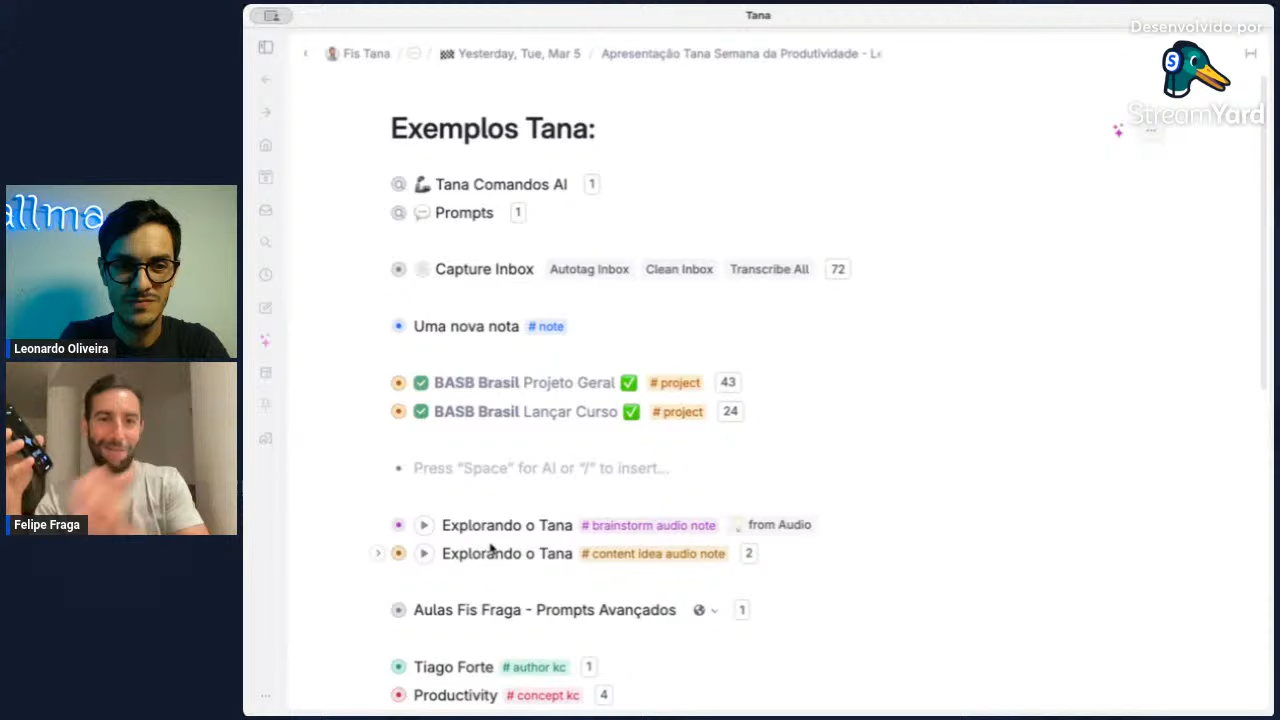 Tana
Desenvolvido por
StreamYard
Fis Tana / / Yesterday, Tue, Mar 5 / Apresentação Tana Semana da Produtividade - Le
Exemplos Tana:
Tana Comandos AI 1
Prompts 1
Capture Inbox Autotag Inbox Clean Inbox Transcribe All 72
Uma nova nota # note
BASB Brasil Projeto Geral ✅ # project 43
BASB Brasil Lançar Curso ✅ # project 24
Press “Space” for AI or “/” to insert...
Explorando o Tana # brainstorm audio note from Audio
Explorando o Tana # content idea audio note 2
Aulas Fis Fraga - Prompts Avançados 1
Tiago Forte # author kc 1
Productivity # concept kc 4
allma
Leonardo Oliveira
Felipe Fraga